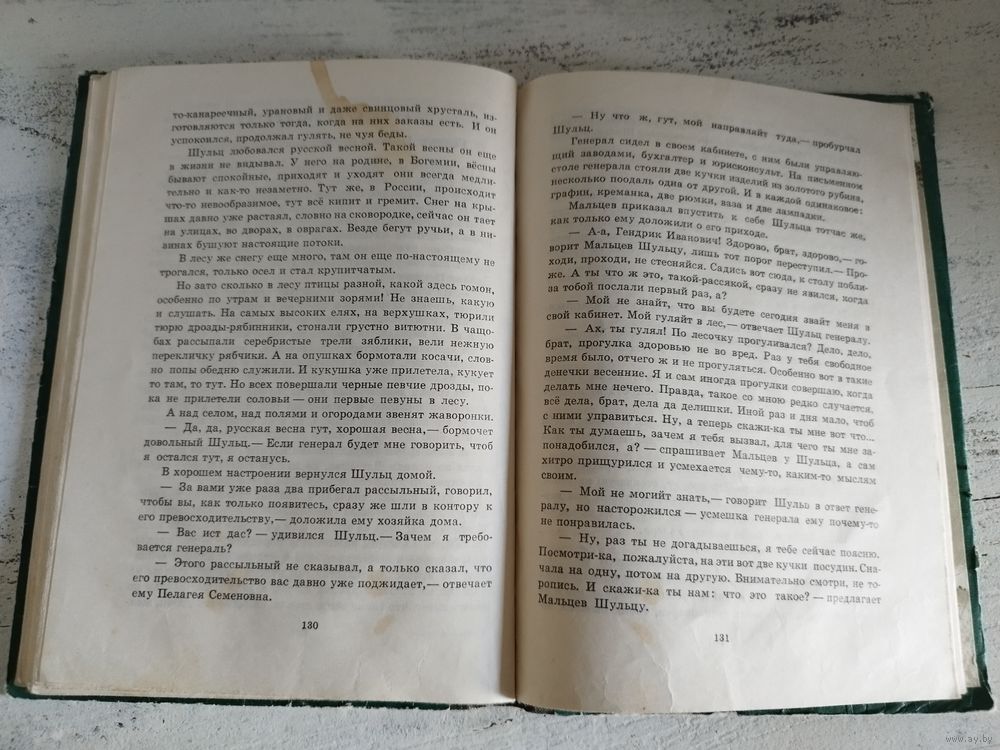 то-канареечный, урановый и даже свинцовый хрусталь, из-
готовляются только тогда, когда на них заказы есть. И он
успокоился, продолжал гулять, не чуя беды.
Шульц любовался русской весной. Такой весны он еще
в жизни не видывал. У него на родине, в Богемии, вёсны
бывают спокойные, приходят и уходят они всегда медли-
тельно и как-то незаметно. Тут же, в России, происходит
что-то невообразимое, тут всё кипит и гремит. Снег на кры-
шах давно уже растаял, словно на сковородке, сейчас он тает
на улицах, во дворах, в оврагах. Везде бегут ручьи, а в ни-
зинах бушуют настоящие потоки.
В лесу же снегу еще много, там он еще по-настоящему не
трогался, только осел и стал крупитчатым.
Но зато сколько в лесу птицы разной, какой здесь гомон,
особенно по утрам и вечерними зорями! Не знаешь, какую
и слушать. На самых высоких елях, на верхушках, тюрили
тюрю дрозды-рябинники, стонали грустно витютни. В чащо-
бах рассыпали серебристые трели зяблики, вели нежную
перекличку рябчики. А на опушках бормотали косачи, слов-
но попы обедню служили. И кукушка уже прилетела, кукует
то там, то тут. Но всех повершали черные певчие дрозды, по-
ка не прилетели соловьи — они первые певуны в лесу.
А над селом, над полями и огородами звенят жаворонки.
— Да, да, русская весна гут, хорошая весна,— бормочет
довольный Шульц.— Если генерал будет мне говорить, чтоб
я остался тут, я останусь.
В хорошем настроении вернулся Шульц домой.
— За вами уже раза два прибегал рассыльный, говорил,
чтобы вы, как только появитесь, сразу же шли в контору к
его превосходительству,— доложила ему хозяйка дома.
— Вас ист дас? — удивился Шульц.— Зачем я требо-
вается генераль?
— Этого рассыльный не сказывал, а только сказал, что
его превосходительство вас давно уже поджидает,— отвечает
ему Пелагея Семеновна.
130
— Ну что ж, гут, мой направляйт туда,— пробурчал
Шульц.
Генерал сидел в своем кабинете, с ним были управляю-
щий заводами, бухгалтер и юрисконсульт. На письменном
столе генерала стояли две кучки изделий из золотого рубина,
несколько поодаль одна от другой. И в каждой одинаковое:
графин, креманка, две рюмки, ваза и две лампадки.
Мальцев приказал впустить к себе Шульца тотчас же,
как только ему доложили о его приходе.
— А-а, Гендрик Иванович! Здорово, брат, здорово,— го-
ворит Мальцев Шульцу, лишь тот порог переступил.— Про-
ходи, проходи, не стесняйся. Садись вот сюда, к столу побли-
же. А ты что ж это, такой-рассякой, сразу не явился, когда
за тобой послали первый раз, а?
— Мой не знайт, что вы будете сегодня звайт меня в
свой кабинет. Мой гуляйт в лес,— отвечает Шульц генералу.
— Ах, ты гулял! По лесочку прогуливался? Дело, дело,
брат, прогулка здоровью не во вред. Раз у тебя свободное
время было, отчего ж и не прогуляться. Особенно вот в такие
денечки весенние. Я и сам иногда прогулки совершаю, когда
делать мне нечего. Правда, такое со мною редко случается,
всё дела, брат, дела да делишки. Иной раз и дня мало, чтоб
с ними управиться. Ну, а теперь скажи-ка ты мне вот что...
Как ты думаешь, зачем я тебя вызвал, для чего ты мне за-
понадобился, а? — спрашивает Мальцев у Шульца, а сам
хитро прищурился и усмехается чему-то, каким-то мыслям
своим.
— Мой не могийт знать,— говорит Шульц в ответ гене-
ралу, но насторожился — усмешка генерала ему почему-то
не понравилась.
— Ну, раз ты не догадываешься, я тебе сейчас поясню.
Посмотри-ка, пожалуйста, на эти вот две кучки посудин. Сна-
чала на одну, потом на другую. Внимательно смотри, не то-
ропись. И скажи-ка ты нам: что это такое? — предлагает
Мальцев Шульцу.
131
www.ay.by